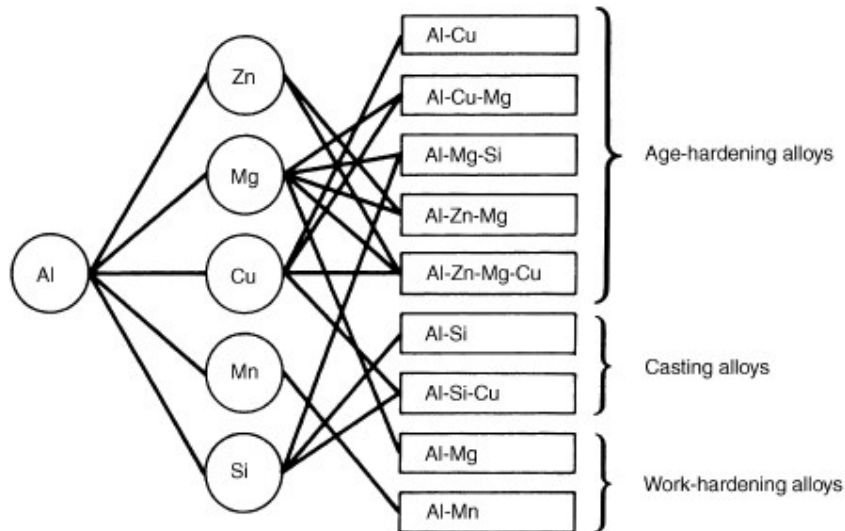 Al
Zn
Mg
Cu
Mn
Si
Al-Cu
Al-Cu-Mg
Al-Mg-Si
Al-Zn-Mg
Al-Zn-Mg-Cu
Al-Si
Al-Si-Cu
Al-Mg
Al-Mn
Age-hardening alloys
Casting alloys
Work-hardening alloys